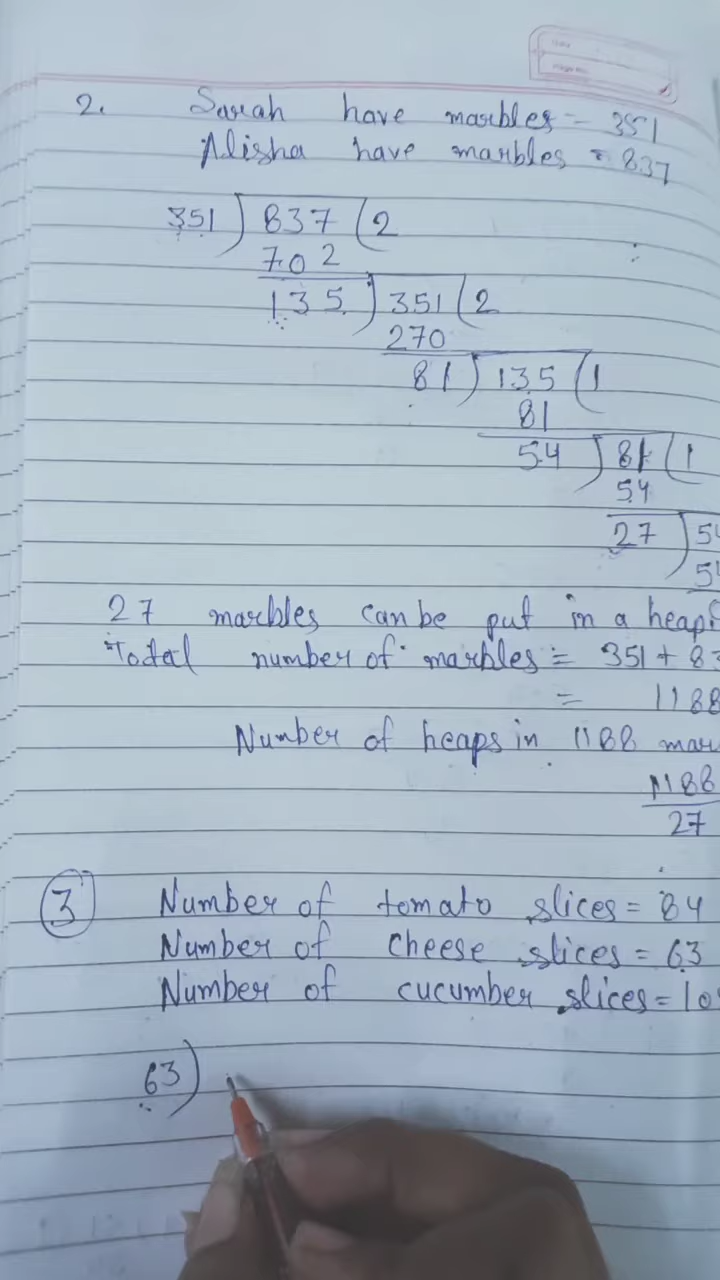 2. Sarah have marbles = 351
Alisha have marbles = 837
351 ) 837 ( 2
702
135 ) 351 ( 2
270
81 ) 135 ( 1
81
54 ) 81 ( 1
54
27 ) 54
54
27 marbles can be put in a heap
Total number of marbles = 351 + 83
= 1188
Number of heaps in 1188 mar
1188
27
3 Number of tomato slices = 84
Number of cheese slices = 63
Number of cucumber slices = 10
63 )